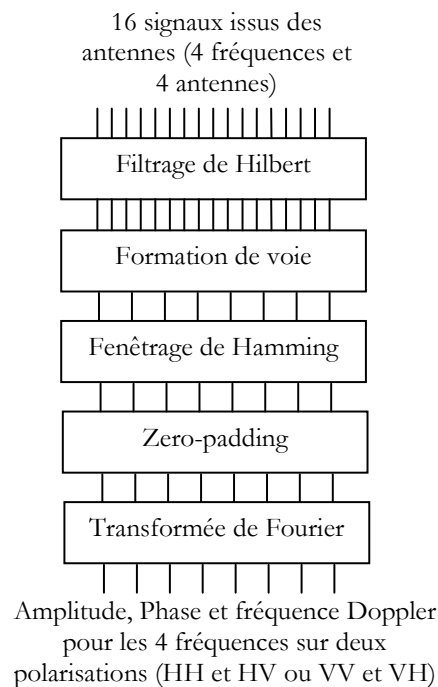 16 signaux issus des
antennes (4 fréquences et
4 antennes)
Filtrage de Hilbert
Formation de voie
Fenêtrage de Hamming
Zero-padding
Transformée de Fourier
Amplitude, Phase et fréquence Doppler
pour les 4 fréquences sur deux
polarisations (HH et HV ou VV et VH)